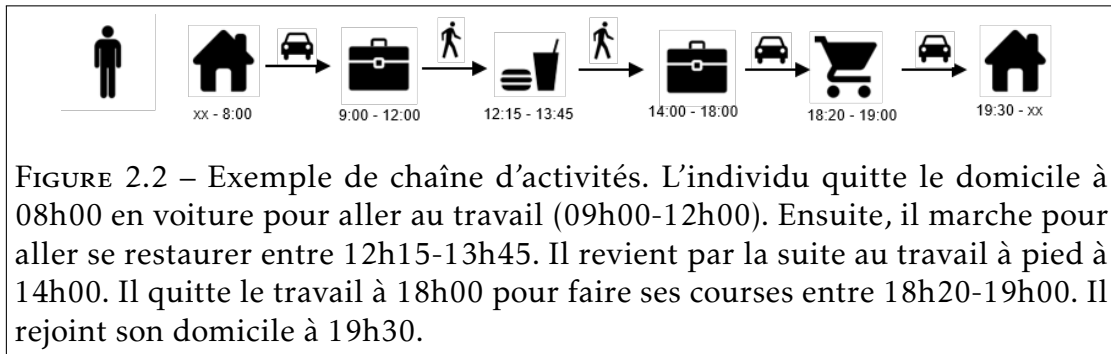 xx - 8:00 9:00 - 12:00 12:15 - 13:45 14:00 - 18:00 18:20 - 19:00 19:30 - xx
FIGURE 2.2 – Exemple de chaîne d'activités. L'individu quitte le domicile à
08h00 en voiture pour aller au travail (09h00-12h00). Ensuite, il marche pour
aller se restaurer entre 12h15-13h45. Il revient par la suite au travail à pied à
14h00. Il quitte le travail à 18h00 pour faire ses courses entre 18h20-19h00. Il
rejoint son domicile à 19h30.